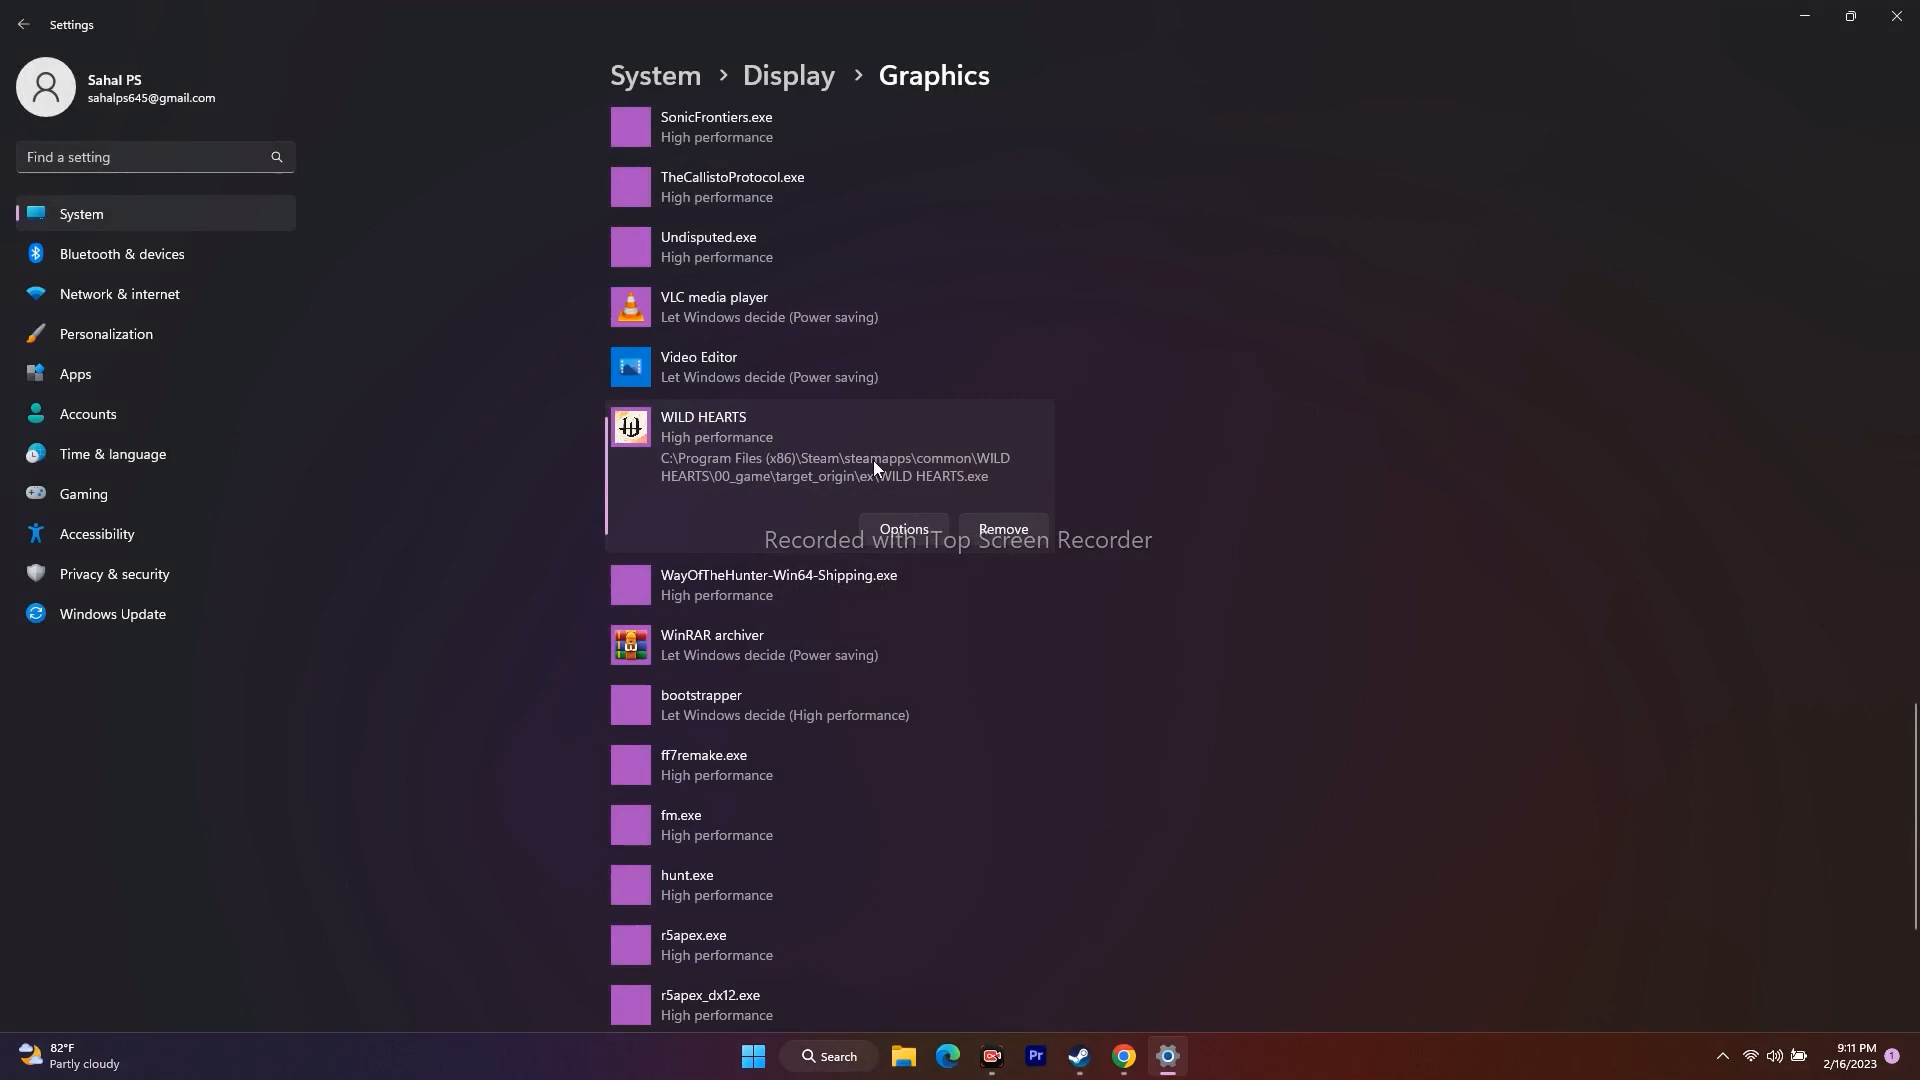 Settings
Sahal PS
sahalps645@gmail.com
Find a setting
System
Bluetooth & devices
Network & internet
Personalization
Apps
Accounts
Time & language
Gaming
Accessibility
Privacy & security
Windows Update
System > Display > Graphics
SonicFrontiers.exe
High performance
TheCallistoProtocol.exe
High performance
Undisputed.exe
High performance
VLC media player
Let Windows decide (Power saving)
Video Editor
Let Windows decide (Power saving)
WILD HEARTS
High performance
C:\Program Files (x86)\Steam\steamapps\common\WILD
HEARTS\00_game\target_origin\ex\WILD HEARTS.exe
Options Remove
Recorded with iTop Screen Recorder
WayOfTheHunter-Win64-Shipping.exe
High performance
WinRAR archiver
Let Windows decide (Power saving)
bootstrapper
Let Windows decide (High performance)
ff7remake.exe
High performance
fm.exe
High performance
hunt.exe
High performance
r5apex.exe
High performance
r5apex_dx12.exe
High performance
82°F
Partly cloudy
Search
Pr
9:11 PM
2/16/2023
1